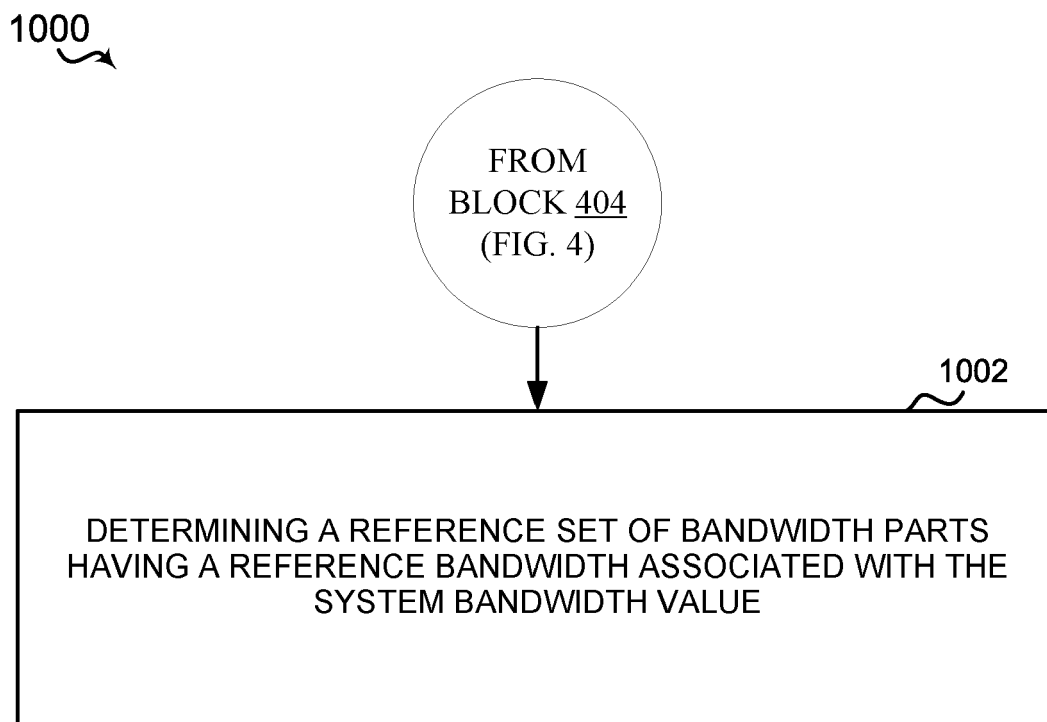 1000
FROM
BLOCK 404
(FIG. 4)
1002
DETERMINING A REFERENCE SET OF BANDWIDTH PARTS
HAVING A REFERENCE BANDWIDTH ASSOCIATED WITH THE
SYSTEM BANDWIDTH VALUE